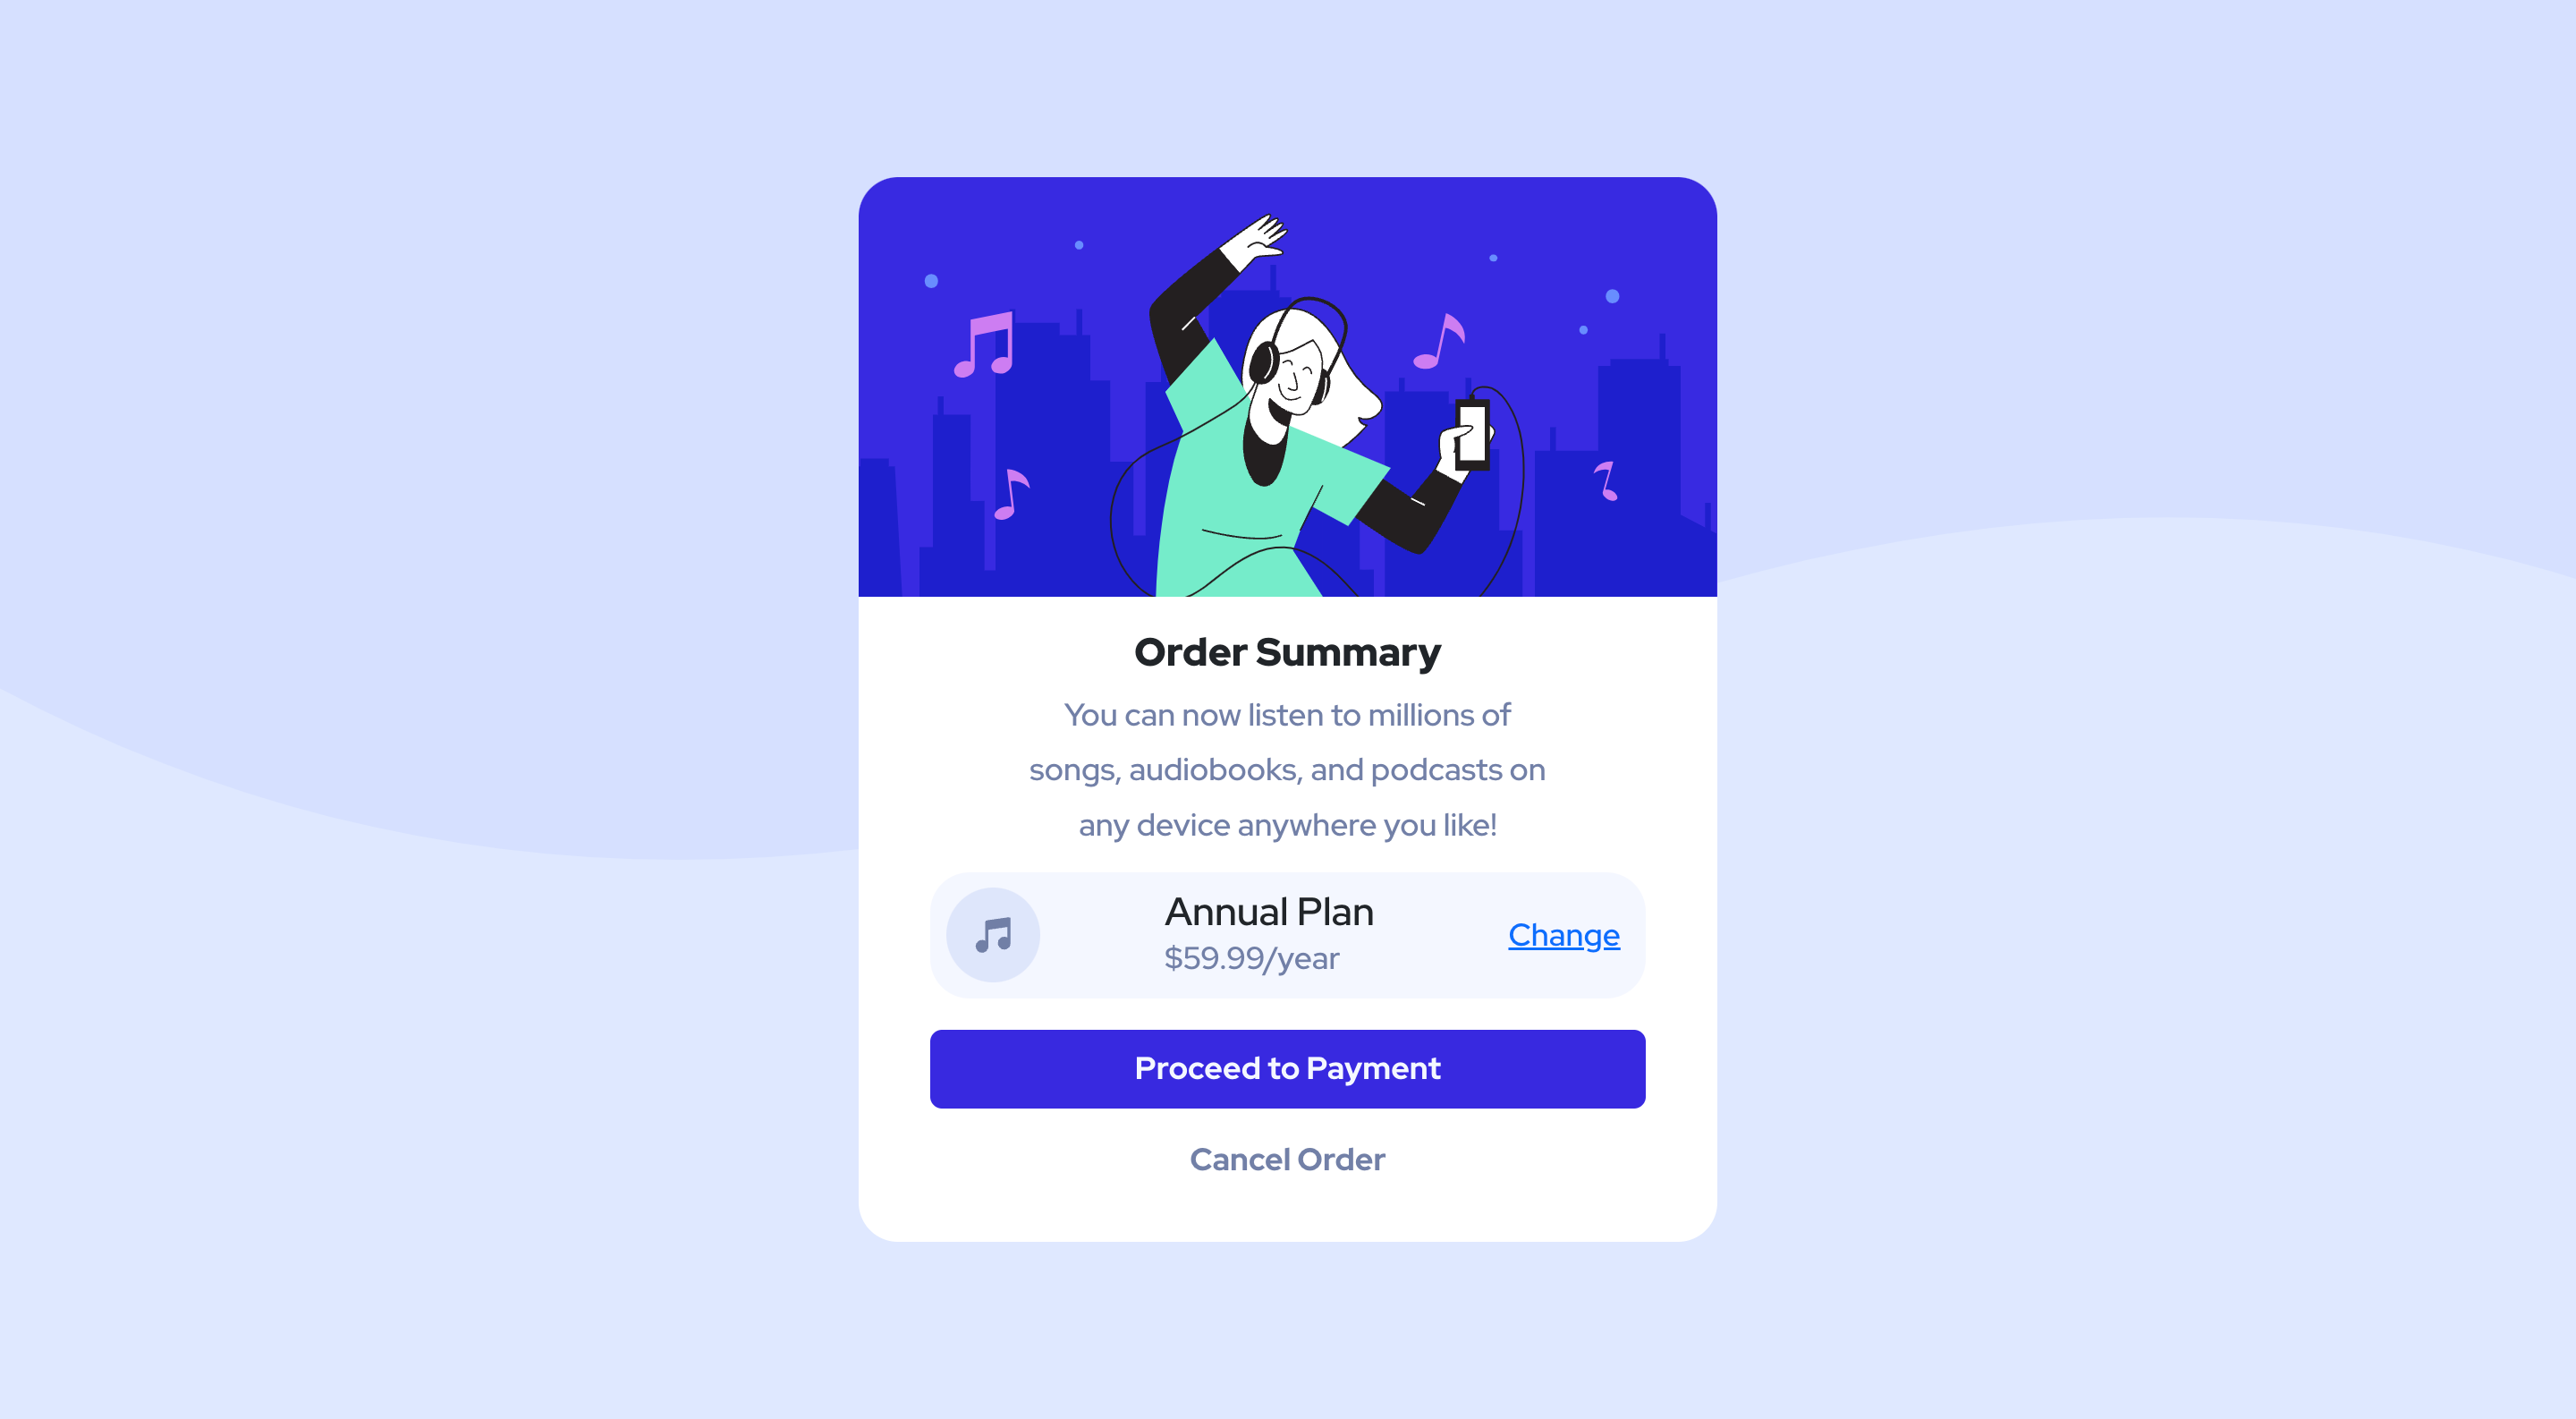 Order Summary
You can now listen to millions of
songs, audiobooks, and podcasts on
any device anywhere you like!
Annual Plan
$59.99/year
Change
Proceed to Payment
Cancel Order